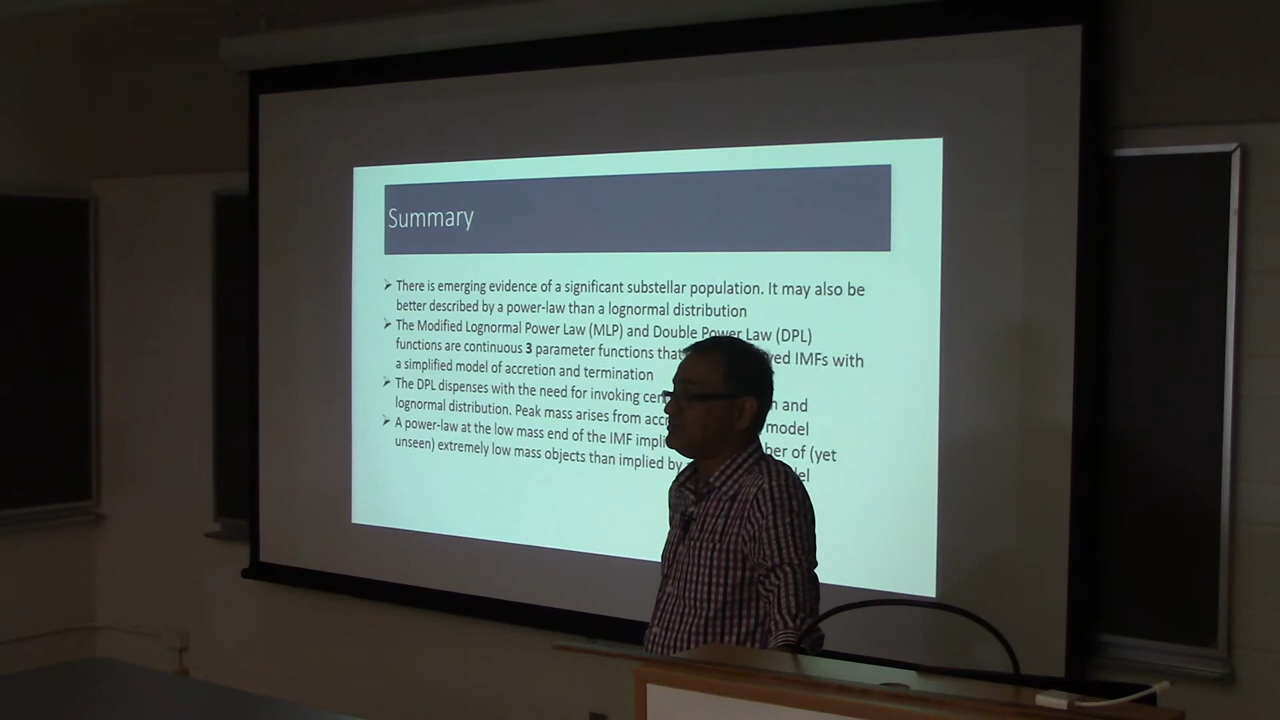 Summary
➢ There is emerging evidence of a significant substellar population. It may also be
better described by a power-law than a lognormal distribution
➢ The Modified Lognormal Power Law (MLP) and Double Power Law (DPL)
functions are continuous 3 parameter functions that IMFs with
a simplified model of accretion and termination
➢ The DPL dispenses with the need for invoking and
lognormal distribution. Peak mass arises from model
➢ A power-law at the low mass end of the IMF of (yet
unseen) extremely low mass objects than implied by